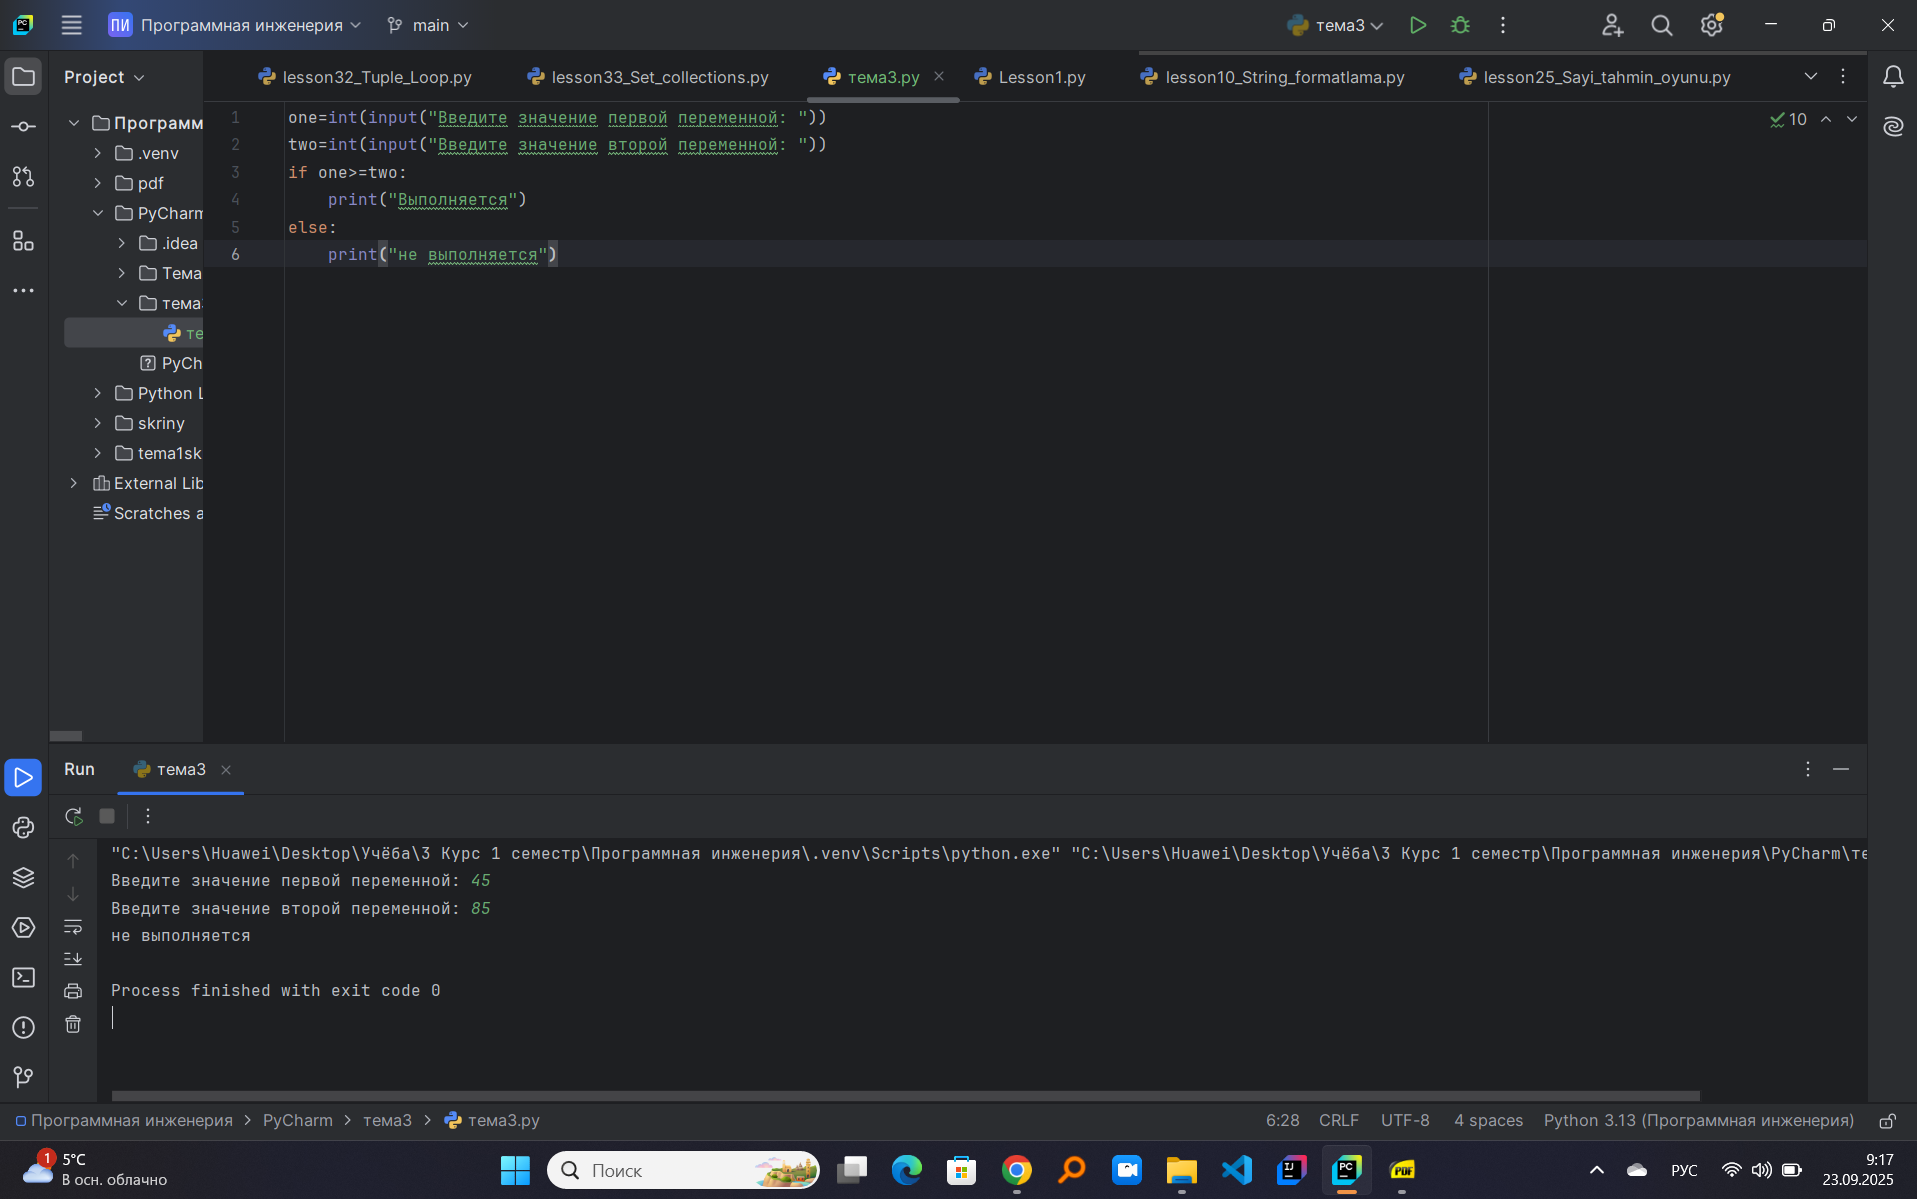 ПИ Программная инженерия main тема3
Project lesson32_Tuple_Loop.py lesson33_Set_collections.py тема3.py Lesson1.py lesson10_String_formatlama.py lesson25_Sayi_tahmin_oyunu.py
Программ
.venv
pdf
PyCharm
.idea
Тема
тема3
те
PyCh
Python L
skriny
tema1sk
External Lib
Scratches a
1 one=int(input("Введите значение первой переменной: "))
2 two=int(input("Введите значение второй переменной: "))
3 if one>=two:
4 print("Выполняется")
5 else:
6 print("не выполняется")
10
Run тема3
"C:\Users\Huawei\Desktop\Учёба\3 Курс 1 семестр\Программная инженерия\.venv\Scripts\python.exe" "C:\Users\Huawei\Desktop\Учёба\3 Курс 1 семестр\Программная инженерия\PyCharm\те
Введите значение первой переменной: 45
Введите значение второй переменной: 85
не выполняется
Process finished with exit code 0
Программная инженерия > PyCharm > тема3 > тема3.py 6:28 CRLF UTF-8 4 spaces Python 3.13 (Программная инженерия)
1 5°C
В осн. облачно
Поиск
IJ
PC
PDF
РУС
9:17
23.09.2025